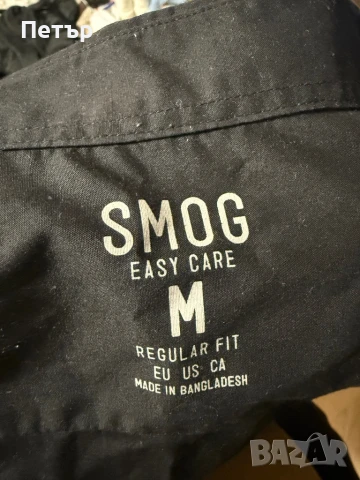 Петър
SMOG
EASY CARE
M
REGULAR FIT
EU US CA
MADE IN BANGLADESH
BAZAR